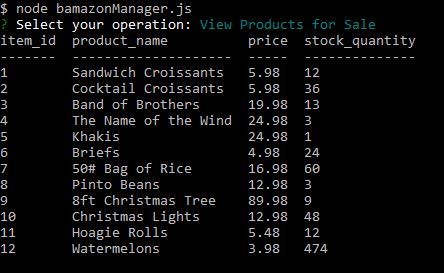 $ node bamazonManager.js
? Select your operation: View Products for Sale
item_id  product_name         price  stock_quantity
-------  -------------------  -----  --------------
1        Sandwich Croissants  5.98   12
2        Cocktail Croissants  5.98   36
3        Band of Brothers     19.98  13
4        The Name of the Wind 24.98  3
5        Khakis               24.98  1
6        Briefs               4.98   24
7        50# Bag of Rice      16.98  60
8        Pinto Beans          12.98  3
9        8ft Christmas Tree   89.98  9
10       Christmas Lights     12.98  48
11       Hoagie Rolls         5.48   12
12       Watermelons          3.98   474